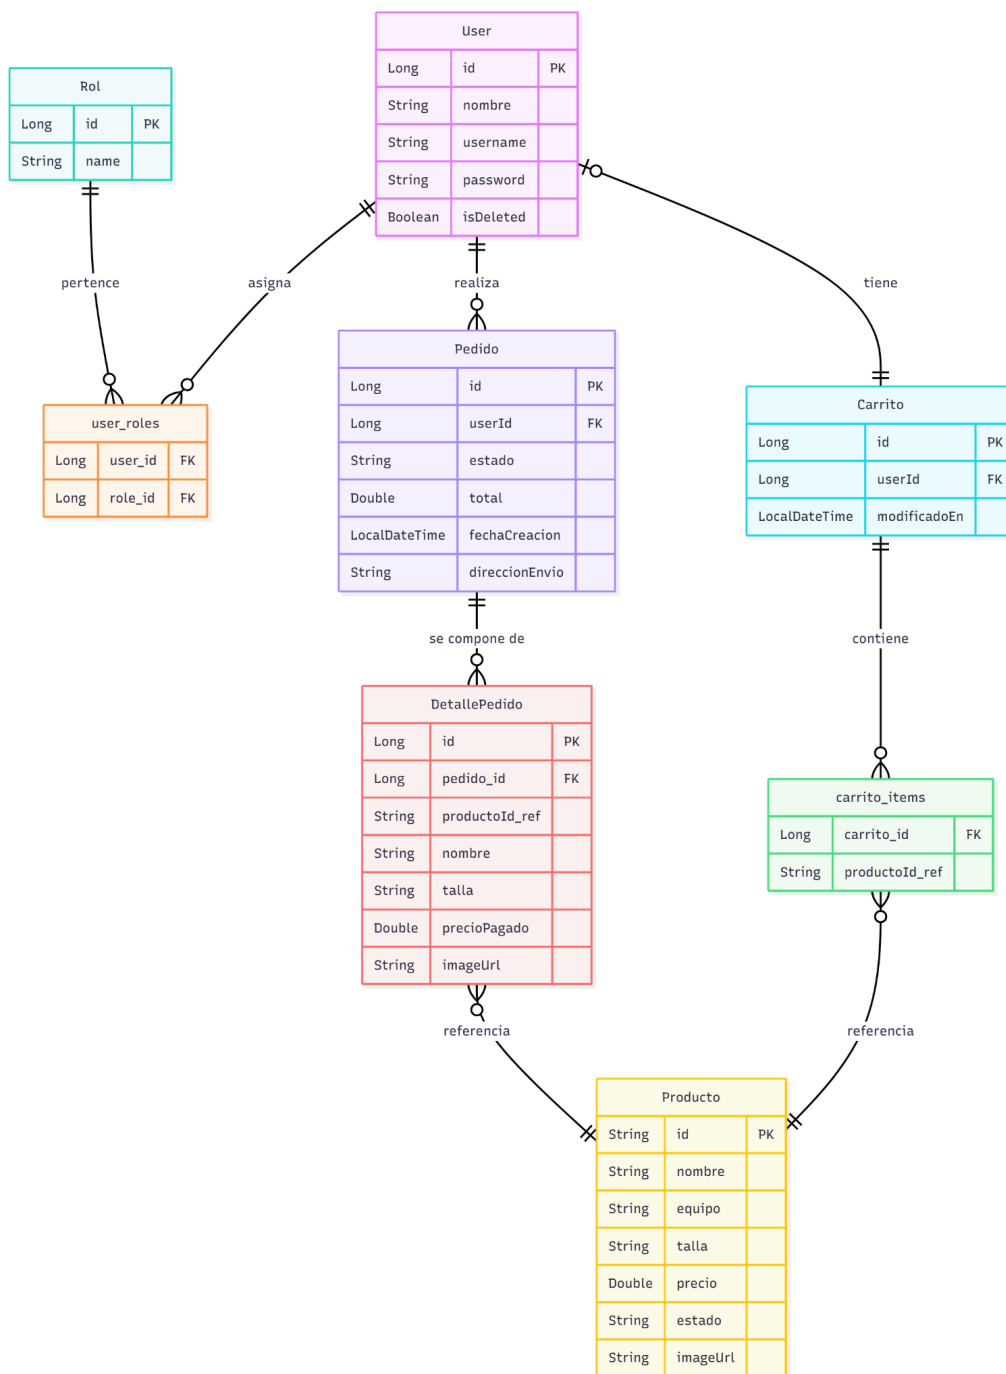 User
Long id PK
String nombre
String username
String password
Boolean isDeleted
Rol
Long id PK
String name
pertence
asigna
realiza
tiene
Pedido
Long id PK
Long userId FK
String estado
Double total
LocalDateTime fechaCreacion
String direccionEnvio
Carrito
Long id PK
Long userId FK
LocalDateTime modificadoEn
user_roles
Long user_id FK
Long role_id FK
se compone de
contiene
DetallePedido
Long id PK
Long pedido_id FK
String productoId_ref
String nombre
String talla
Double precioPagado
String imageUrl
carrito_items
Long carrito_id FK
String productoId_ref
referencia
referencia
Producto
String id PK
String nombre
String equipo
String talla
Double precio
String estado
String imageUrl